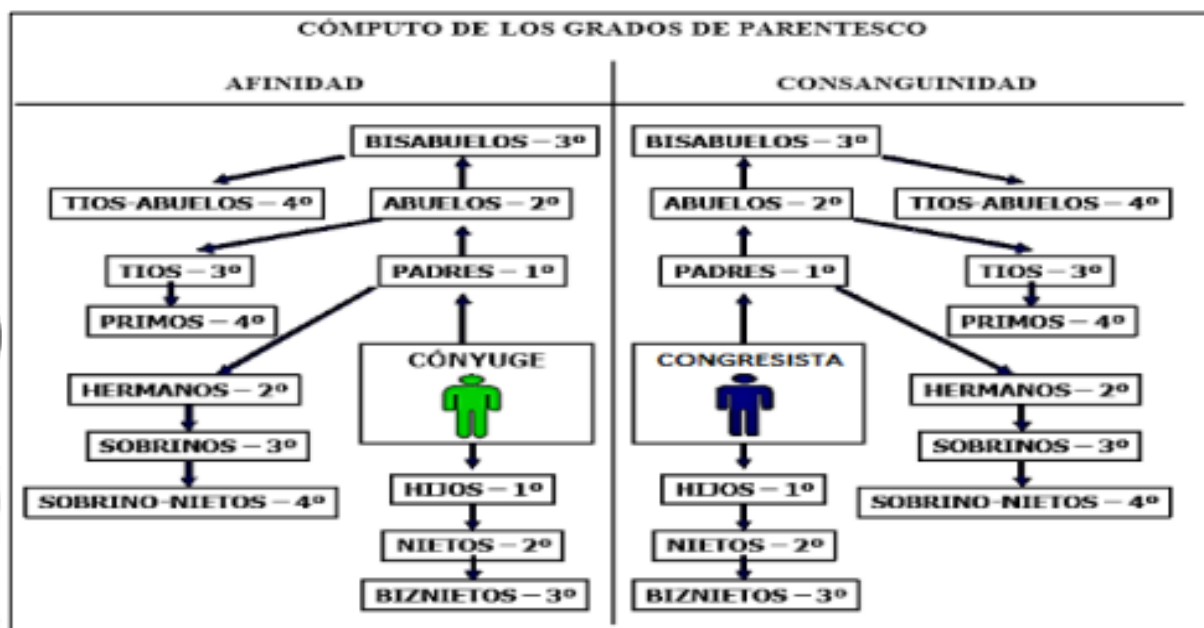 CÓMPUTO DE LOS GRADOS DE PARENTESCO
AFINIDAD
BISABUELOS – 3º
TIOS-ABUELOS – 4º
ABUELOS – 2º
TIOS – 3º
PADRES – 1º
PRIMOS – 4º
CÓNYUGE
HERMANOS – 2º
SOBRINOS – 3º
HIJOS – 1º
SOBRINO-NIETOS – 4º
NIETOS – 2º
BIZNIETOS – 3º
CONSANGUINIDAD
BISABUELOS – 3º
ABUELOS – 2º
TIOS-ABUELOS – 4º
PADRES – 1º
TIOS – 3º
PRIMOS – 4º
CONGRESISTA
HERMANOS – 2º
SOBRINOS – 3º
HIJOS – 1º
SOBRINO-NIETOS – 4º
NIETOS – 2º
BIZNIETOS – 3º